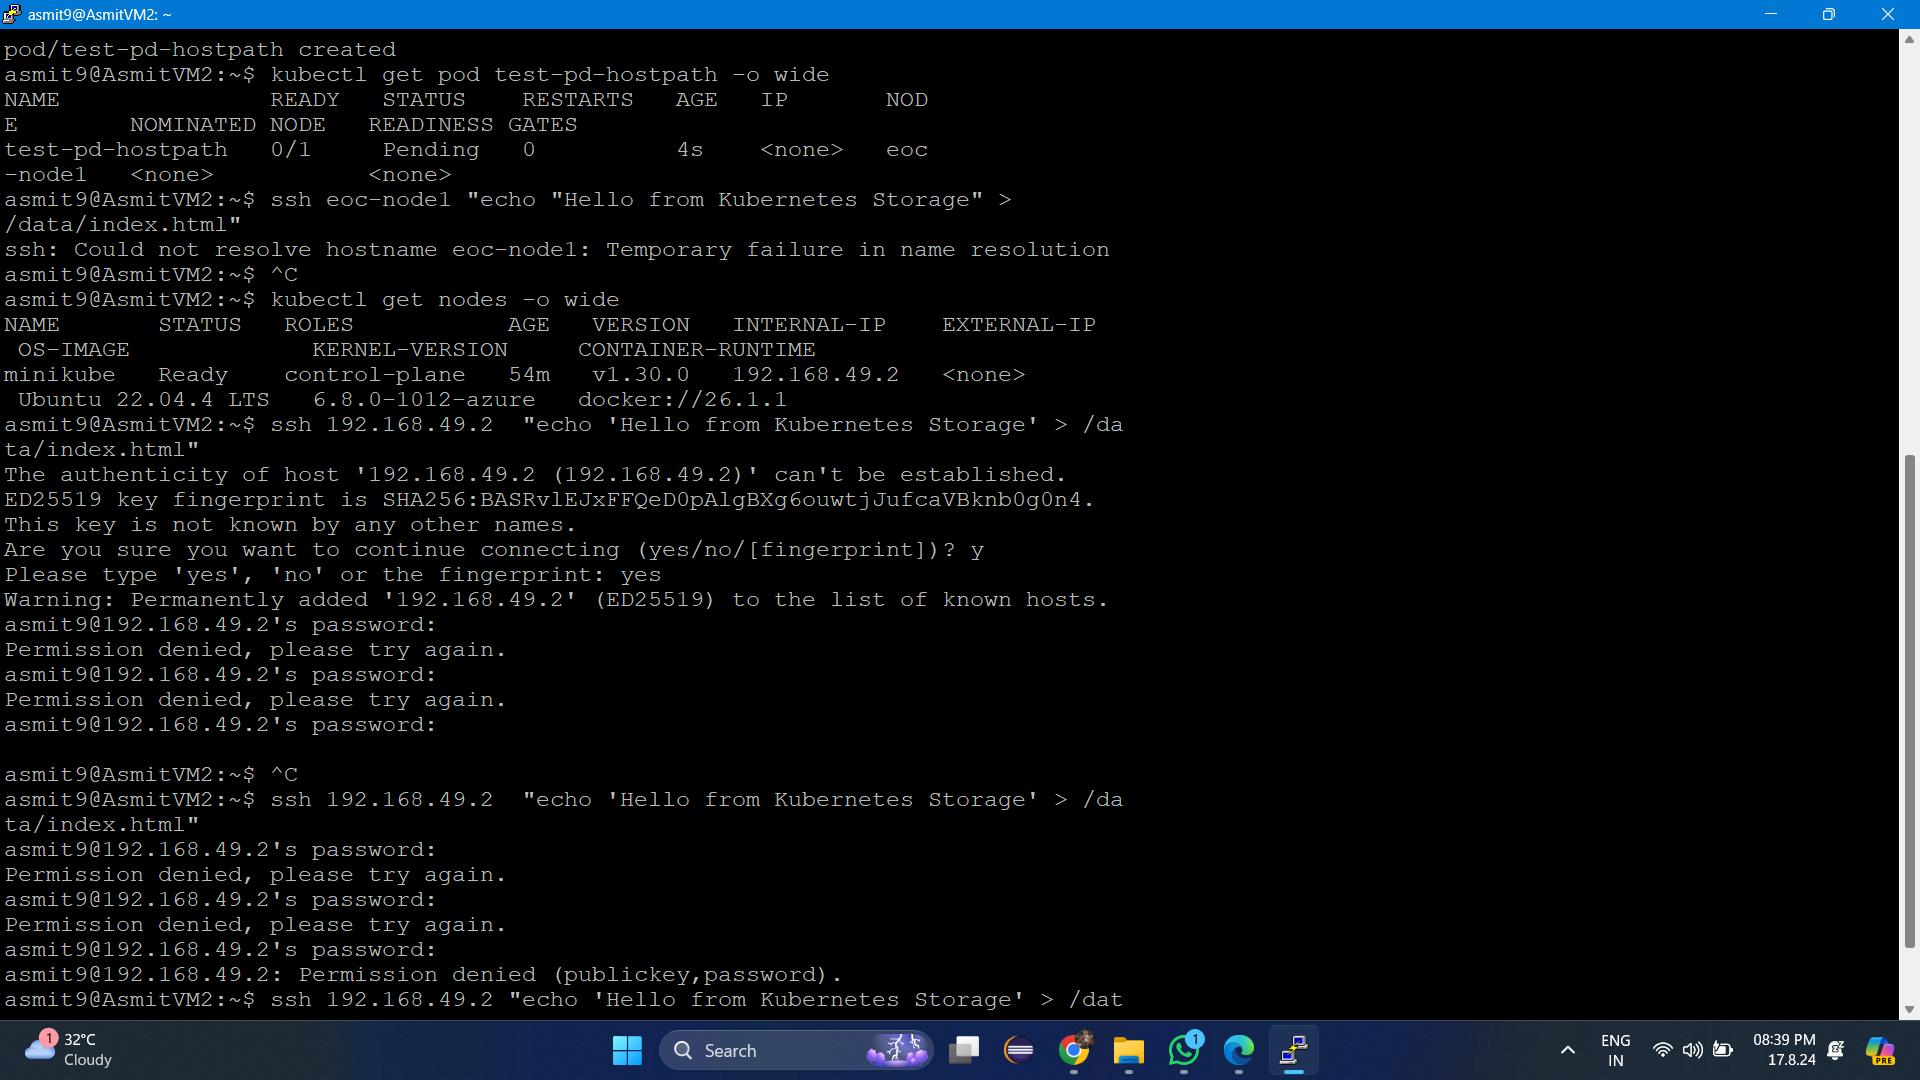 asmit9@AsmitVM2: ~
pod/test-pd-hostpath created
asmit9@AsmitVM2:~$ kubectl get pod test-pd-hostpath -o wide
NAME READY STATUS RESTARTS AGE IP NOD
E NOMINATED NODE READINESS GATES
test-pd-hostpath 0/1 Pending 0 4s <none> eoc
-node1 <none> <none>
asmit9@AsmitVM2:~$ ssh eoc-node1 "echo "Hello from Kubernetes Storage" >
/data/index.html"
ssh: Could not resolve hostname eoc-node1: Temporary failure in name resolution
asmit9@AsmitVM2:~$ ^C
asmit9@AsmitVM2:~$ kubectl get nodes -o wide
NAME STATUS ROLES AGE VERSION INTERNAL-IP EXTERNAL-IP
OS-IMAGE KERNEL-VERSION CONTAINER-RUNTIME
minikube Ready control-plane 54m v1.30.0 192.168.49.2 <none>
Ubuntu 22.04.4 LTS 6.8.0-1012-azure docker://26.1.1
asmit9@AsmitVM2:~$ ssh 192.168.49.2 "echo 'Hello from Kubernetes Storage' > /da
ta/index.html"
The authenticity of host '192.168.49.2 (192.168.49.2)' can't be established.
ED25519 key fingerprint is SHA256:BASRvlEJxFFQeD0pAlgBXg6ouwtjJufcaVBknb0g0n4.
This key is not known by any other names.
Are you sure you want to continue connecting (yes/no/[fingerprint])? y
Please type 'yes', 'no' or the fingerprint: yes
Warning: Permanently added '192.168.49.2' (ED25519) to the list of known hosts.
asmit9@192.168.49.2's password:
Permission denied, please try again.
asmit9@192.168.49.2's password:
Permission denied, please try again.
asmit9@192.168.49.2's password:
asmit9@AsmitVM2:~$ ^C
asmit9@AsmitVM2:~$ ssh 192.168.49.2 "echo 'Hello from Kubernetes Storage' > /da
ta/index.html"
asmit9@192.168.49.2's password:
Permission denied, please try again.
asmit9@192.168.49.2's password:
Permission denied, please try again.
asmit9@192.168.49.2's password:
asmit9@192.168.49.2: Permission denied (publickey,password).
asmit9@AsmitVM2:~$ ssh 192.168.49.2 "echo 'Hello from Kubernetes Storage' > /dat
1
32°C
Cloudy
Search
1
ENG
IN
08:39 PM
17.8.24
PRE